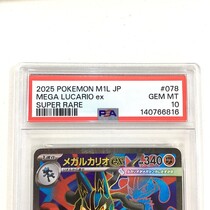 2025 POKEMON M1L JP #078
MEGA LUCARIO ex GEM MT
SUPER RARE PSA 10
140766816
メガルカリオex 340